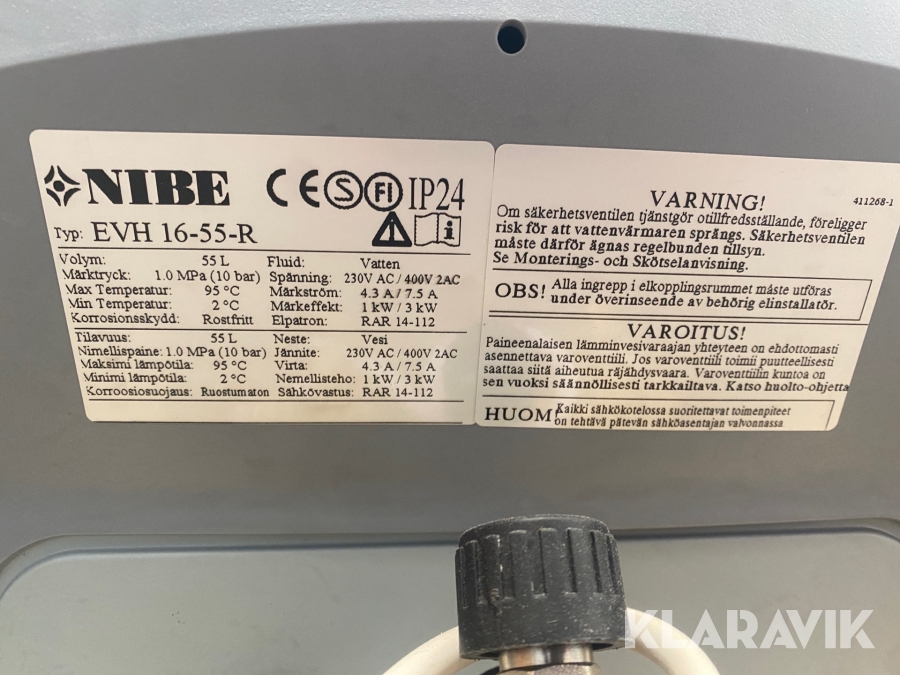 NIBE CE S FI IP24
Typ: EVH 16-55-R
Volym: 55 L Fluid: Vatten
Märktryck: 1.0 MPa (10 bar) Spänning: 230V AC / 400V 2AC
Max Temperatur: 95 °C Märkström: 4.3 A / 7.5 A
Min Temperatur: 2 °C Märkeffekt: 1 kW / 3 kW
Korrosionsskydd: Rostfritt Elpatron: RAR 14-112
Tilavuus: 55 L Neste: Vesi
Nimellispaine: 1.0 MPa (10 bar) Jännite: 230V AC / 400V 2AC
Maksimi lämpötila: 95 °C Virta: 4.3 A / 7.5 A
Minimi lämpötila: 2 °C Nemellisteho: 1 kW / 3 kW
Korroosiosuojaus: Ruostumaton Sähkövastus: RAR 14-112
VARNING! 411268-1
Om säkerhetsventilen tjänstgör otillfredsställande, föreligger
risk för att vattenvärmaren sprängs. Säkerhetsventilen
måste därför ägnas regelbunden tillsyn.
Se Monterings- och Skötselanvisning.
OBS! Alla ingrepp i elkopplingsrummet måste utföras
under överinseende av behörig elinstallatör.
VAROITUS!
Paineenalaisen lämminvesivaraajan yhteyteen on ehdottomasti
asennettava varoventtiili. Jos varoventtiili toimii puutteellisesti
saattaa siitä aiheutua räjähdysvaara. Varoventtiilin kuntoa on
sen vuoksi säännöllisesti tarkkailtava. Katso huolto-ohjetta
HUOM! Kaikki sähkökotelossa suoritettavat toimenpiteet
on tehtävä pätevän sähköasentajan valvonnassa
KLARAVIK